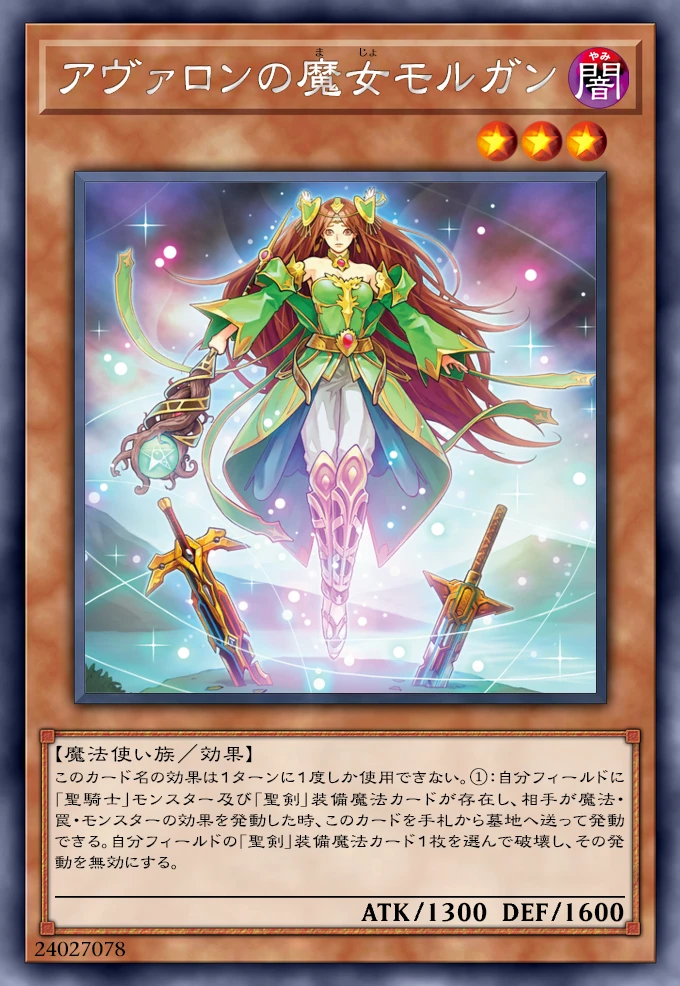 アヴァロンの魔女モルガン
まじょ
闇
やみ
【魔法使い族／効果】
このカード名の効果は1ターンに1度しか使用できない。①：自分フィールドに
「聖騎士」モンスター及び「聖剣」装備魔法カードが存在し、相手が魔法・
罠・モンスターの効果を発動した時、このカードを手札から墓地へ送って発動
できる。自分フィールドの「聖剣」装備魔法カード1枚を選んで破壊し、その発
動を無効にする。
ATK/1300 DEF/1600
24027078